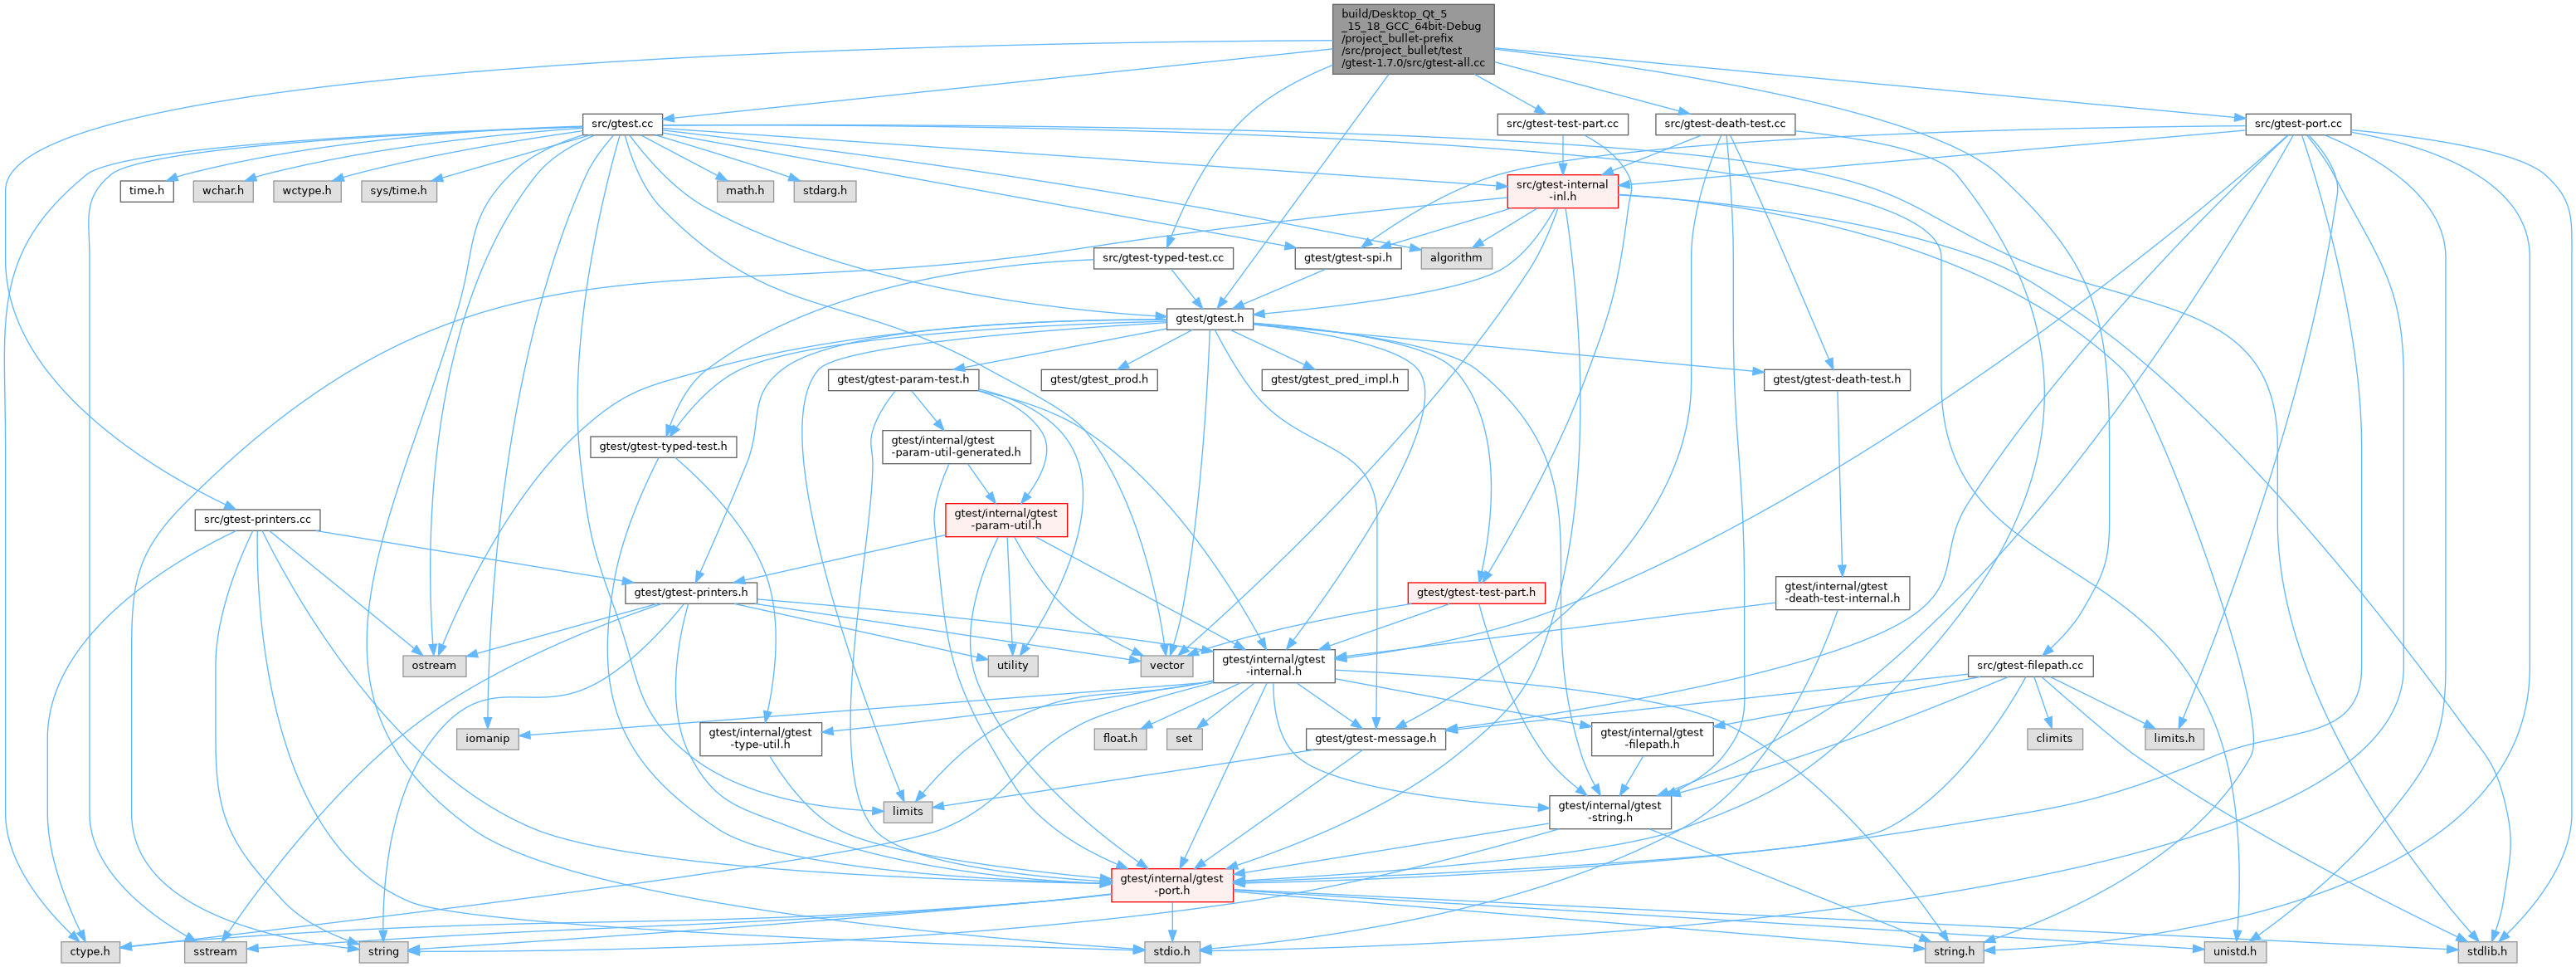 build/Desktop_Qt_5
_15_18_GCC_64bit-Debug
/project_bullet-prefix
/src/project_bullet/test
/gtest-1.7.0/src/gtest-all.cc
src/gtest.cc
src/gtest-test-part.cc
src/gtest-death-test.cc
src/gtest-port.cc
time.h
wchar.h
wctype.h
sys/time.h
math.h
stdarg.h
src/gtest-internal
-inl.h
src/gtest-typed-test.cc
gtest/gtest-spi.h
algorithm
gtest/gtest.h
gtest/gtest-param-test.h
gtest/gtest_prod.h
gtest/gtest_pred_impl.h
gtest/gtest-death-test.h
gtest/gtest-typed-test.h
gtest/internal/gtest
-param-util-generated.h
src/gtest-printers.cc
gtest/internal/gtest
-param-util.h
gtest/gtest-printers.h
gtest/gtest-test-part.h
gtest/internal/gtest
-death-test-internal.h
ostream
utility
vector
gtest/internal/gtest
-internal.h
src/gtest-filepath.cc
iomanip
gtest/internal/gtest
-type-util.h
float.h
set
gtest/gtest-message.h
gtest/internal/gtest
-filepath.h
climits
limits.h
limits
gtest/internal/gtest
-string.h
gtest/internal/gtest
-port.h
ctype.h
sstream
string
stdio.h
string.h
unistd.h
stdlib.h